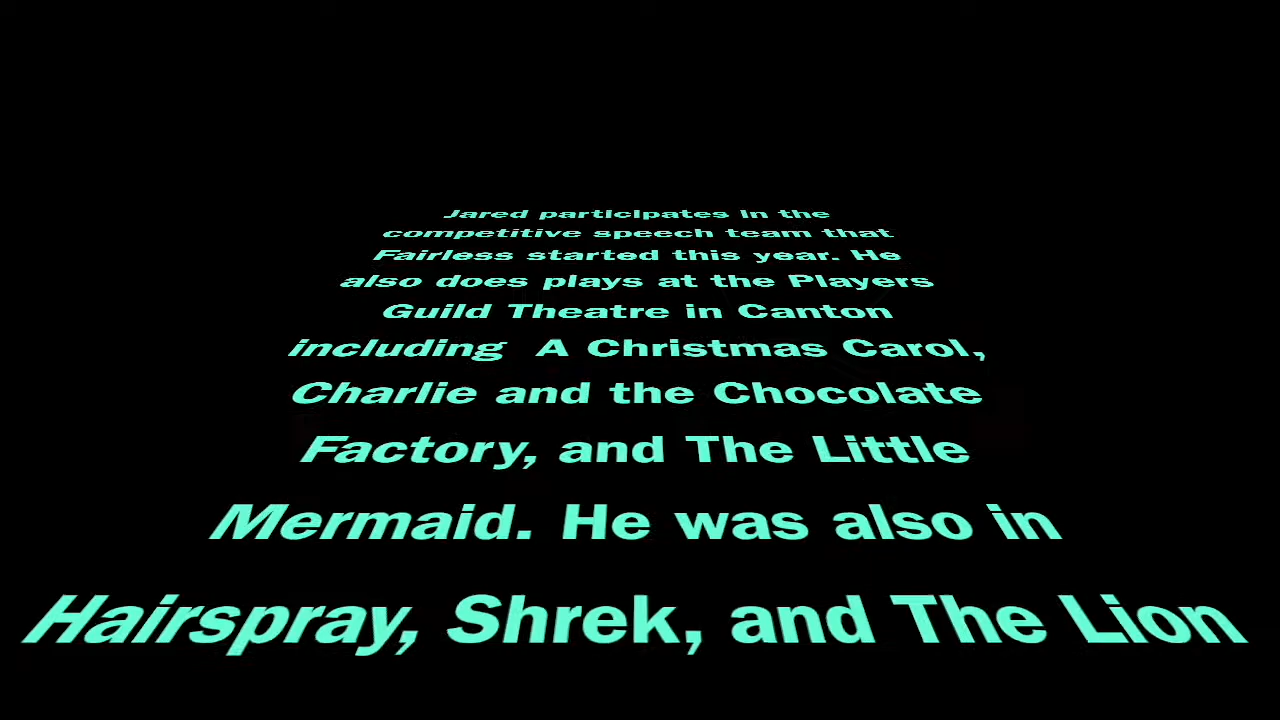 Jared participates in the
competitive speech team that
Fairless started this year. He
also does plays at the Players
Guild Theatre in Canton
including  A Christmas Carol,
Charlie and the Chocolate
Factory, and The Little
Mermaid. He was also in
Hairspray, Shrek, and The Lion